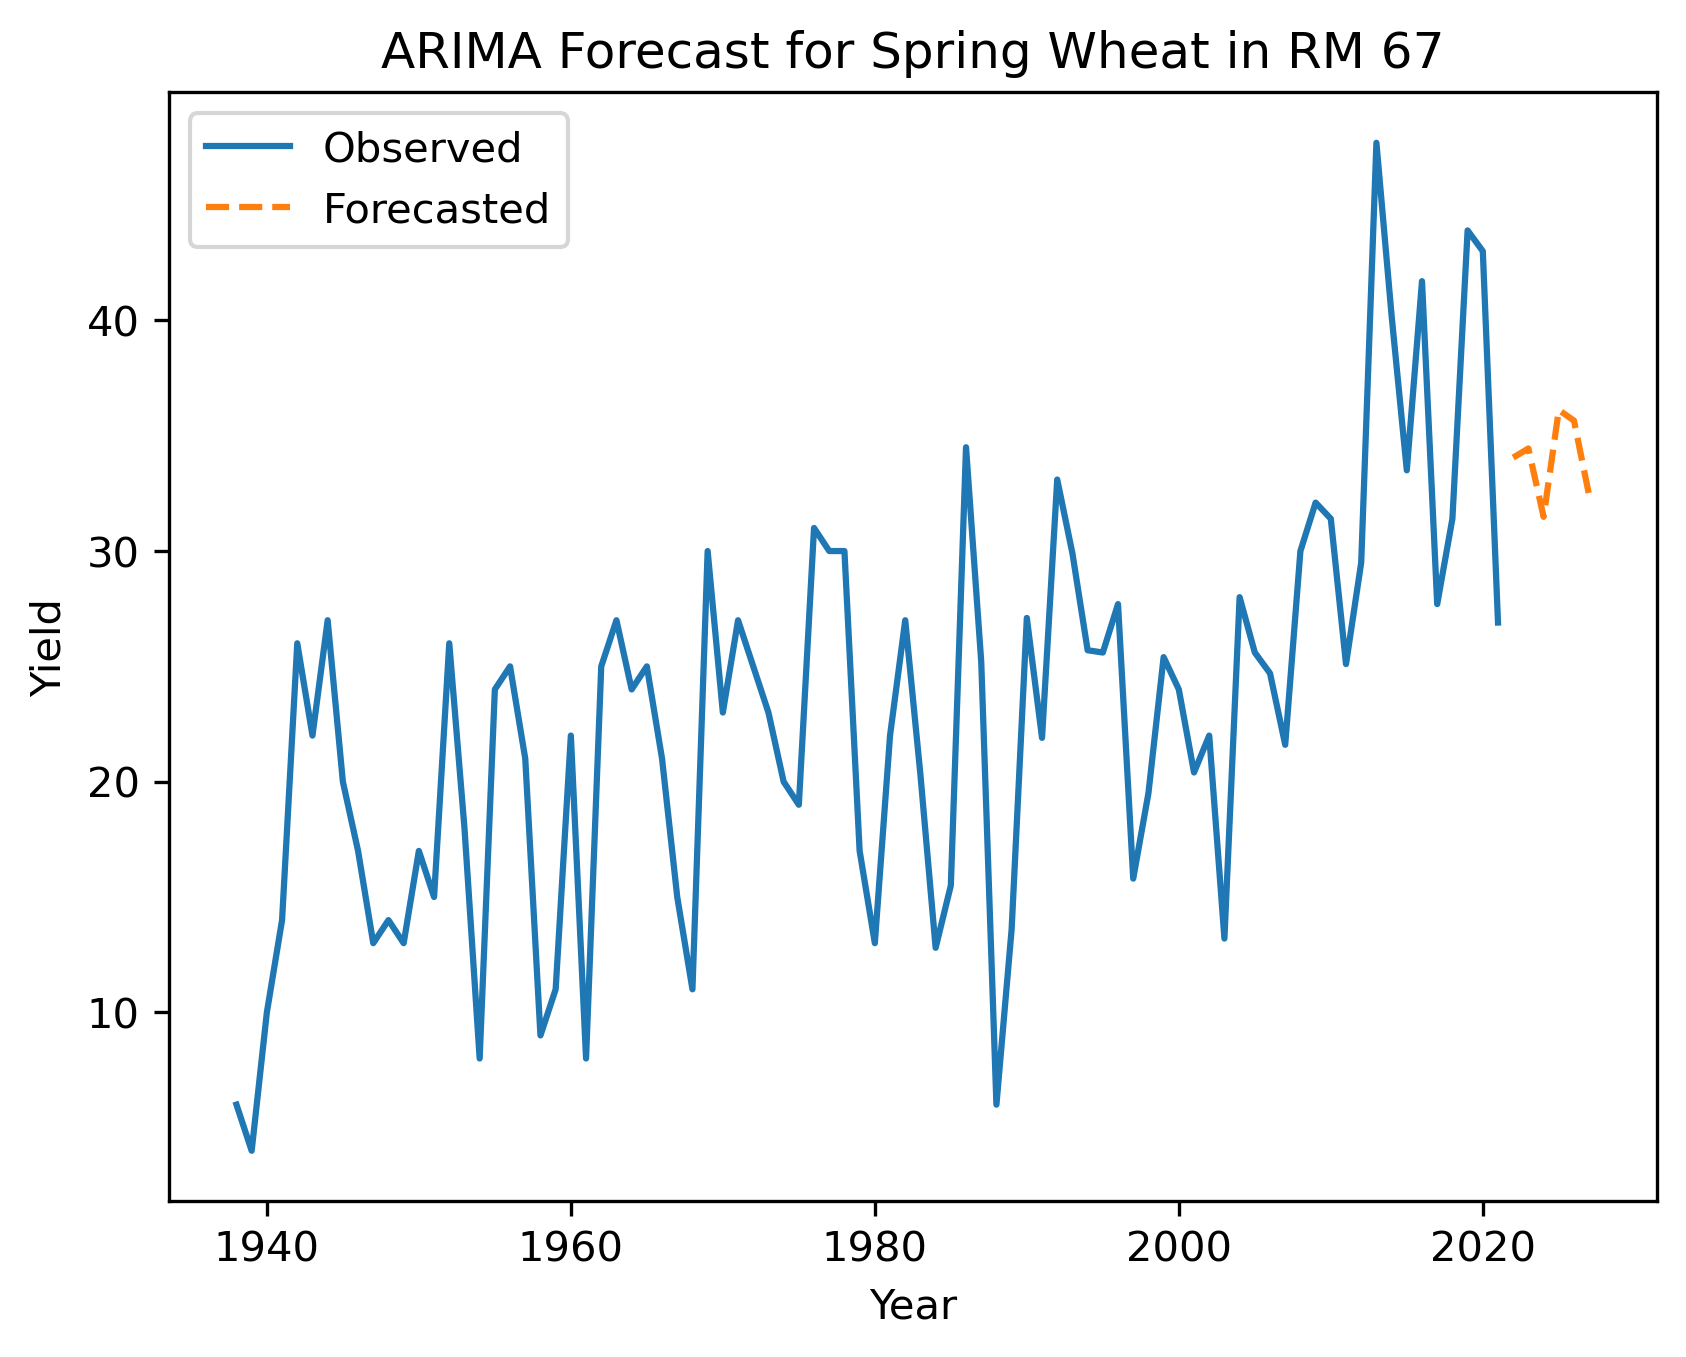 ARIMA Forecast for Spring Wheat in RM 67
Observed
Forecasted
40
30
20
10
Yield
1940 1960 1980 2000 2020
Year